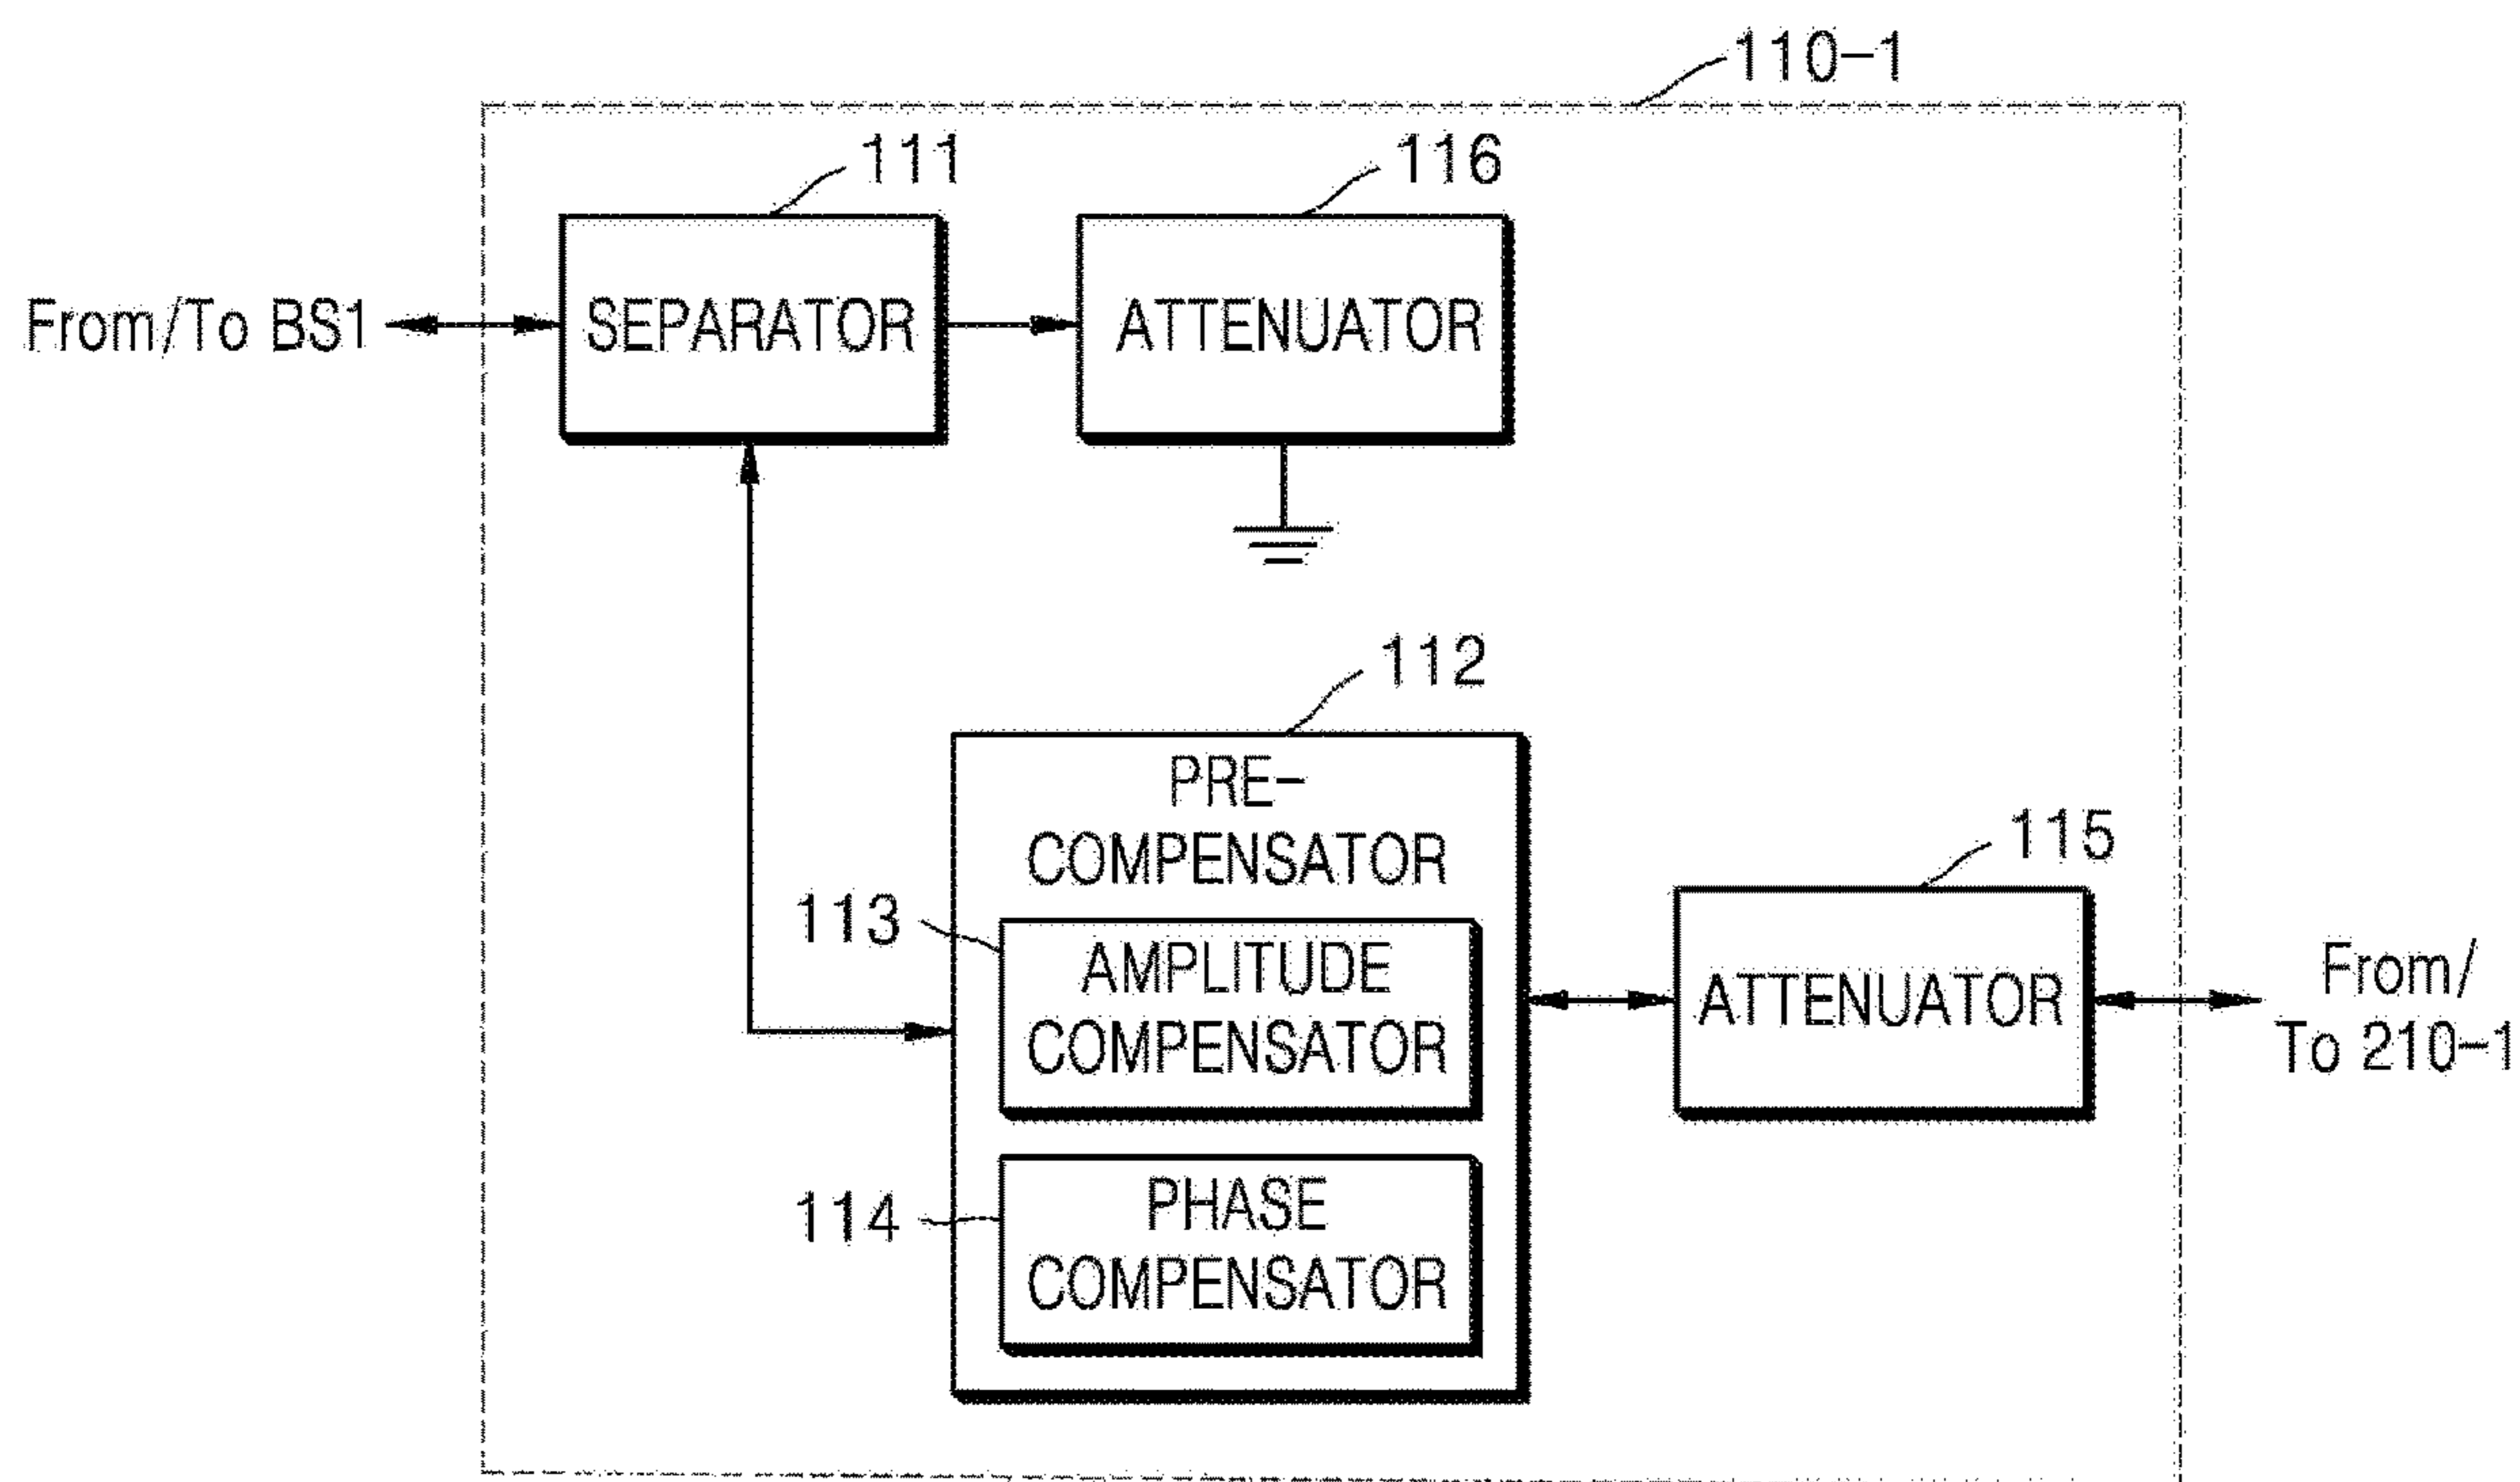 110-1
111
116
From/To BS1
SEPARATOR
ATTENUATOR
112
PRE-
COMPENSATOR
115
113
AMPLITUDE
COMPENSATOR
ATTENUATOR
From/
To 210-1
114
PHASE
COMPENSATOR